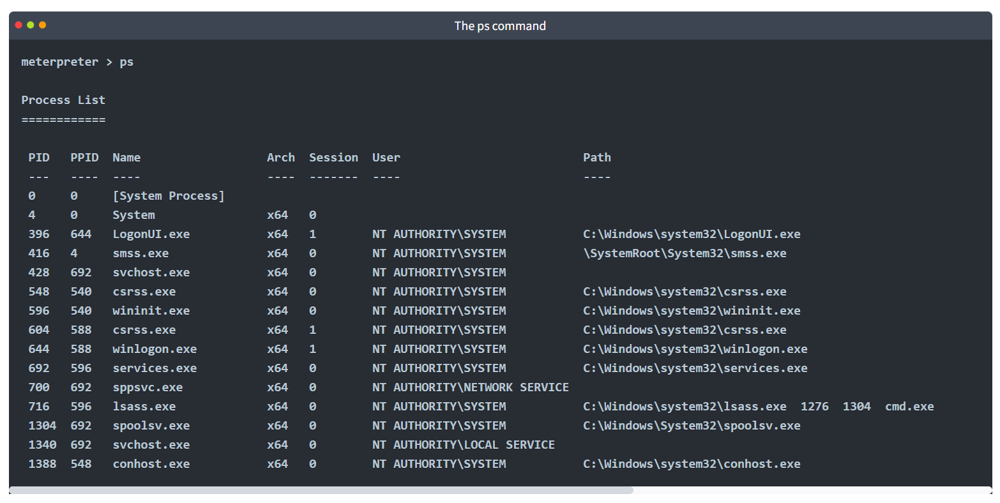 The ps command
meterpreter > ps
Process List
============
PID   PPID  Name                  Arch  Session  User                          Path
---   ----  ----                  ----  -------  ----                          ----
0     0     [System Process]
4     0     System                x64   0
396   644   LogonUI.exe           x64   1        NT AUTHORITY\SYSTEM           C:\Windows\system32\LogonUI.exe
416   4     smss.exe              x64   0        NT AUTHORITY\SYSTEM           \SystemRoot\System32\smss.exe
428   692   svchost.exe           x64   0        NT AUTHORITY\SYSTEM
548   540   csrss.exe             x64   0        NT AUTHORITY\SYSTEM           C:\Windows\system32\csrss.exe
596   540   wininit.exe           x64   0        NT AUTHORITY\SYSTEM           C:\Windows\system32\wininit.exe
604   588   csrss.exe             x64   1        NT AUTHORITY\SYSTEM           C:\Windows\system32\csrss.exe
644   588   winlogon.exe          x64   1        NT AUTHORITY\SYSTEM           C:\Windows\system32\winlogon.exe
692   596   services.exe          x64   0        NT AUTHORITY\SYSTEM           C:\Windows\system32\services.exe
700   692   sppsvc.exe            x64   0        NT AUTHORITY\NETWORK SERVICE
716   596   lsass.exe             x64   0        NT AUTHORITY\SYSTEM           C:\Windows\system32\lsass.exe  1276  1304  cmd.exe
1304  692   spoolsv.exe           x64   0        NT AUTHORITY\SYSTEM           C:\Windows\System32\spoolsv.exe
1340  692   svchost.exe           x64   0        NT AUTHORITY\LOCAL SERVICE
1388  548   conhost.exe           x64   0        NT AUTHORITY\SYSTEM           C:\Windows\system32\conhost.exe